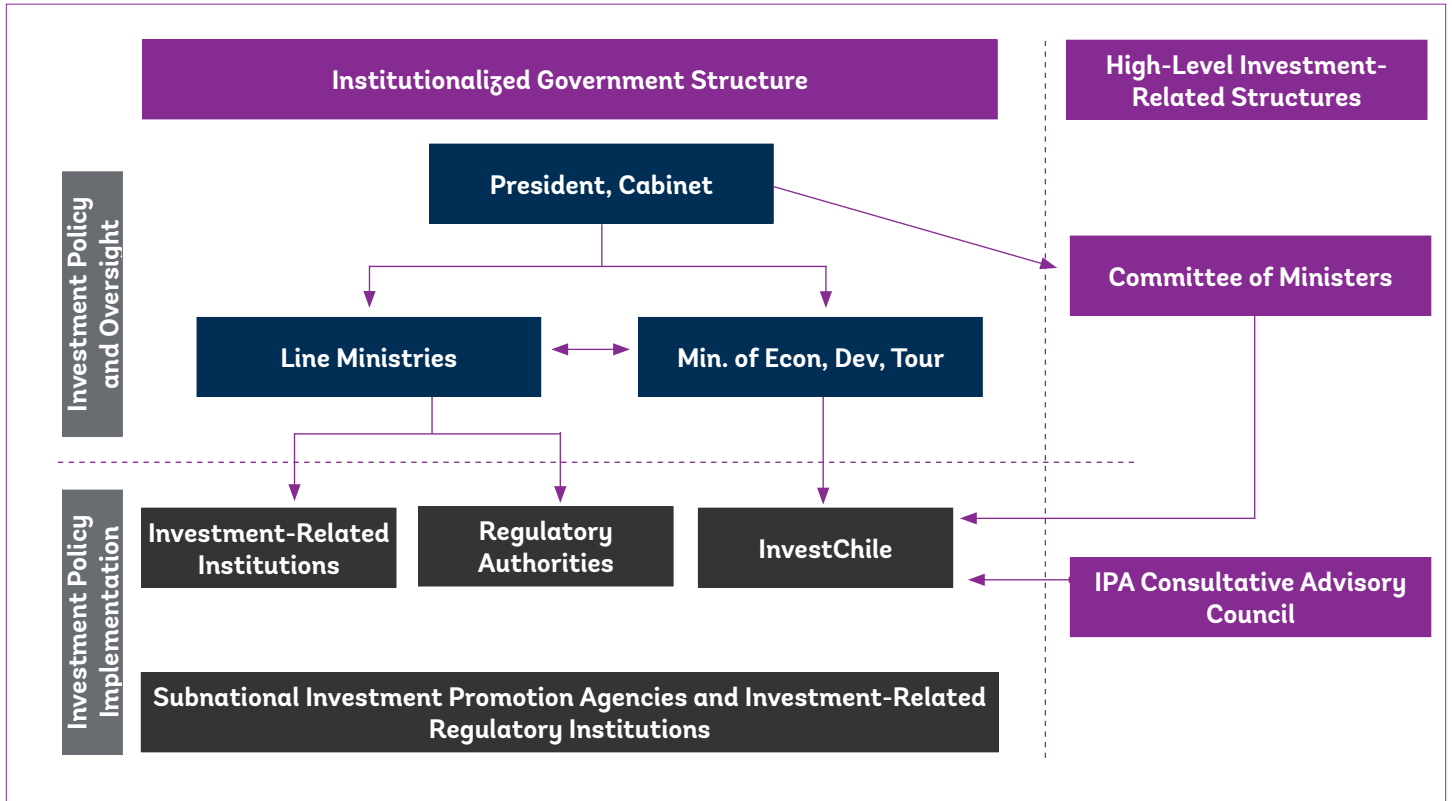 Institutionalized Government Structure
High-Level Investment-
Related Structures
Investment Policy
and Oversight
President, Cabinet
Committee of Ministers
Line Ministries
Min. of Econ, Dev, Tour
Investment Policy
Implementation
Investment-Related
Institutions
Regulatory
Authorities
InvestChile
IPA Consultative Advisory
Council
Subnational Investment Promotion Agencies and Investment-Related
Regulatory Institutions